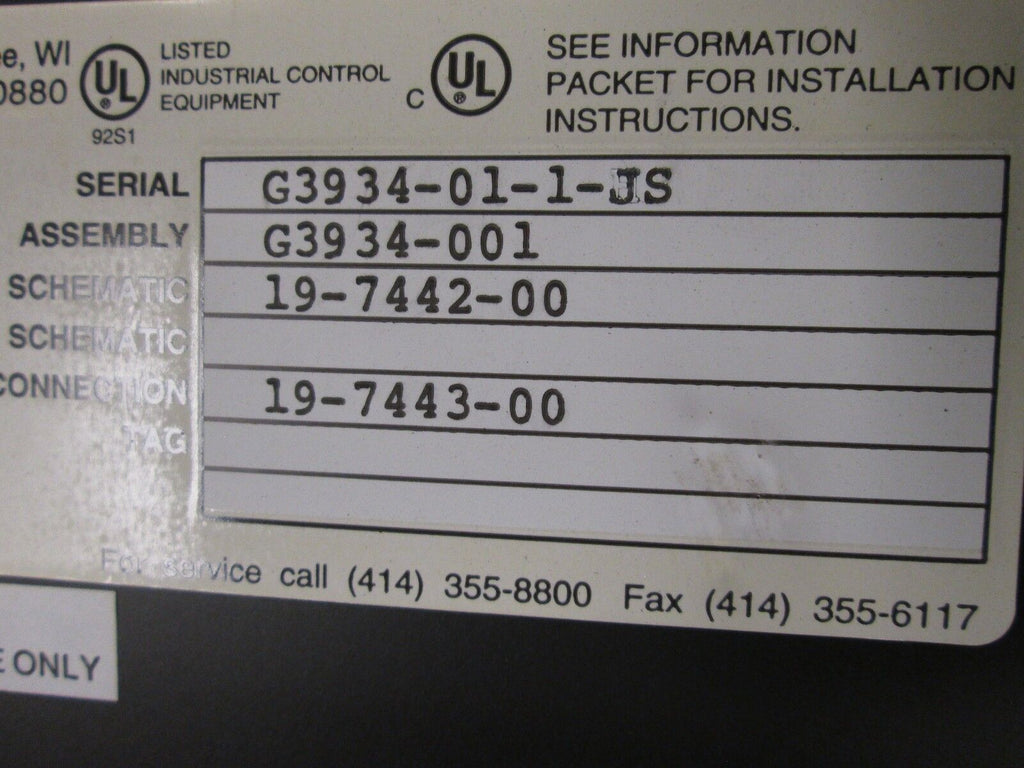 e, WI
0880
UL
®
92S1
LISTED
INDUSTRIAL CONTROL
EQUIPMENT
C
UL
®
SEE INFORMATION
PACKET FOR INSTALLATION
INSTRUCTIONS.
SERIAL G3934-01-1-JS
ASSEMBLY G3934-001
SCHEMATIC 19-7442-00
SCHEMATIC
CONNECTION 19-7443-00
TAG
For service call (414) 355-8800 Fax (414) 355-6117
E ONLY